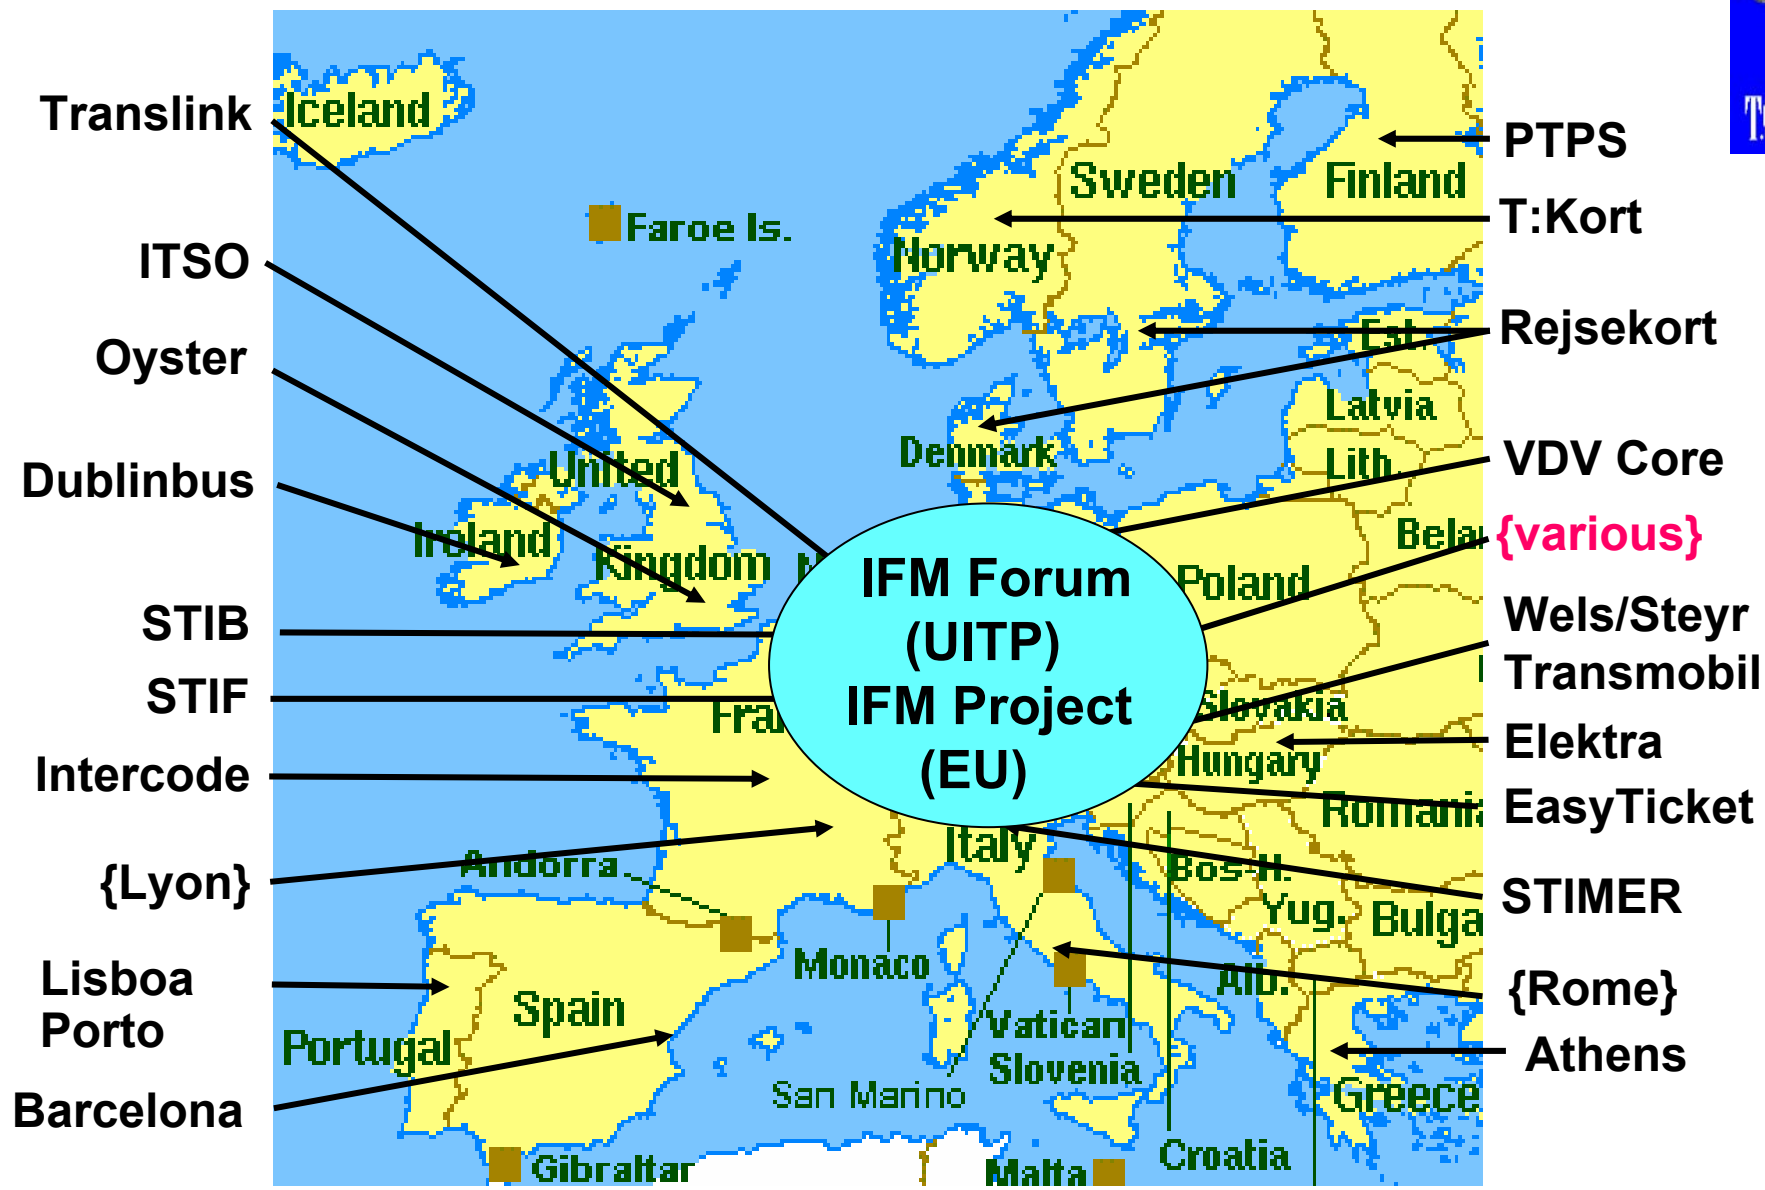 Translink
ITSO
Oyster
Dublinbus
STIB
STIF
Intercode
{Lyon}
Lisboa
Porto
Barcelona
Iceland
Faroe Is.
Sweden
Finland
Norway
Est.
Latvia
Lith.
Denmark
United
Kingdom
Ireland
Poland
Slovakia
Hungary
Romania
Italy
Andorra
Bos-H.
Yug.
Monaco
Alb.
Spain
Portugal
Vatican
Slovenia
San Marino
Greece
Croatia
Gibraltar
Malta
IFM Forum
(UITP)
IFM Project
(EU)
PTPS
T:Kort
Rejsekort
VDV Core
{various}
Wels/Steyr
Transmobil
Elektra
EasyTicket
STIMER
{Rome}
Athens